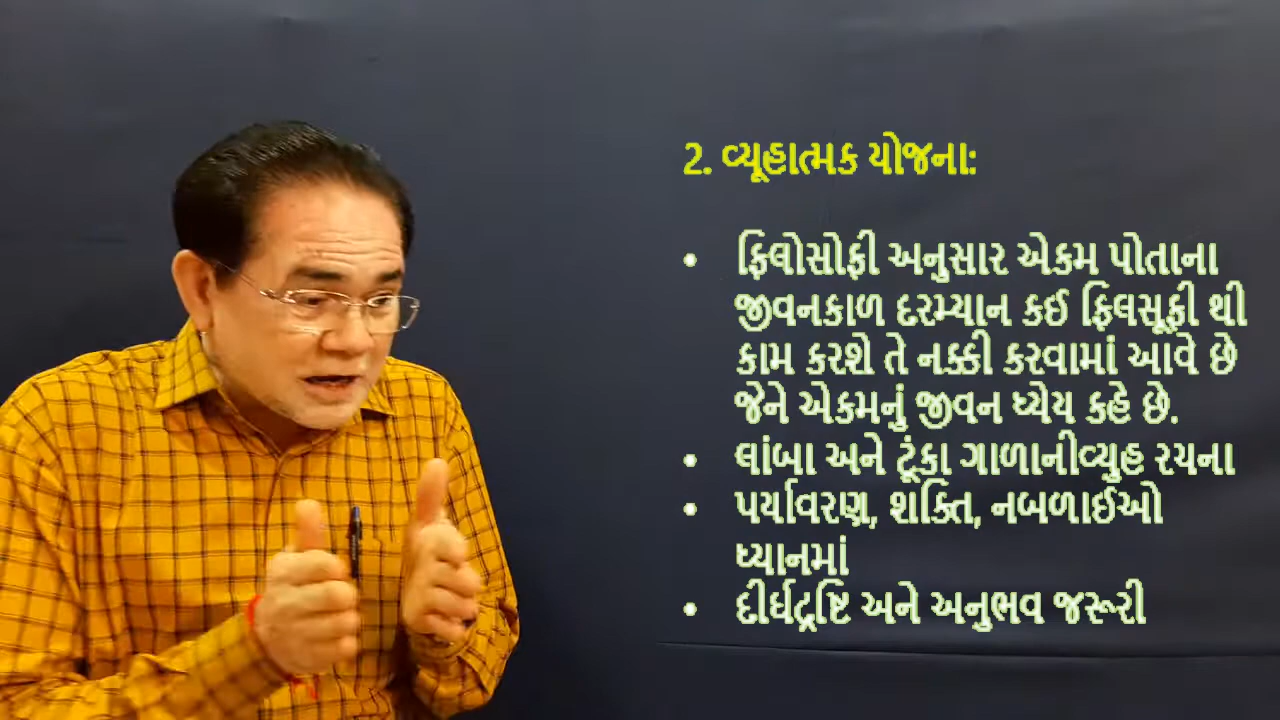 2. વ્યૂહાત્મક યોજના:
• ફિલોસોફી અનુસાર એકમ પોતાના
જીવનકાળ દરમ્યાન કઈ ફિલસૂફી થી
કામ કરશે તે નક્કી કરવામાં આવે છે
જેને એકમનું જીવન ધ્યેય કહે છે.
• લાંબા અને ટૂંકા ગાળાનીવ્યુહ રચના
• પર્યાવરણ, શક્તિ, નબળાઈઓ
ધ્યાનમાં
• દીર્ઘદ્રષ્ટિ અને અનુભવ જરૂરી